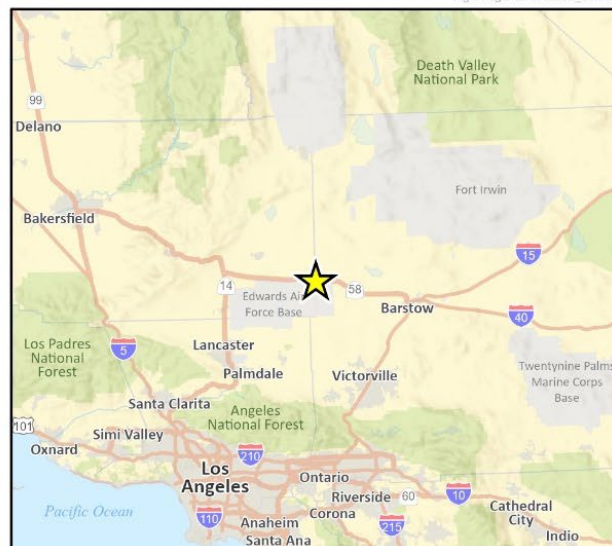 Death Valley
National Park
99
Delano
Fort Irwin
Bakersfield
15
14
58
Edwards Air
Force Base
Barstow
40
Los Padres
National
Forest
5
Lancaster
Palmdale
Victorville
Twentynine Palms
Marine Corps
Base
Santa Clarita
Angeles
National Forest
101
Simi Valley
Oxnard
210
Los
Angeles
Ontario
Riverside
60
10
Cathedral
City
Pacific Ocean
110
Anaheim
Corona
215
Santa Ana
Indio